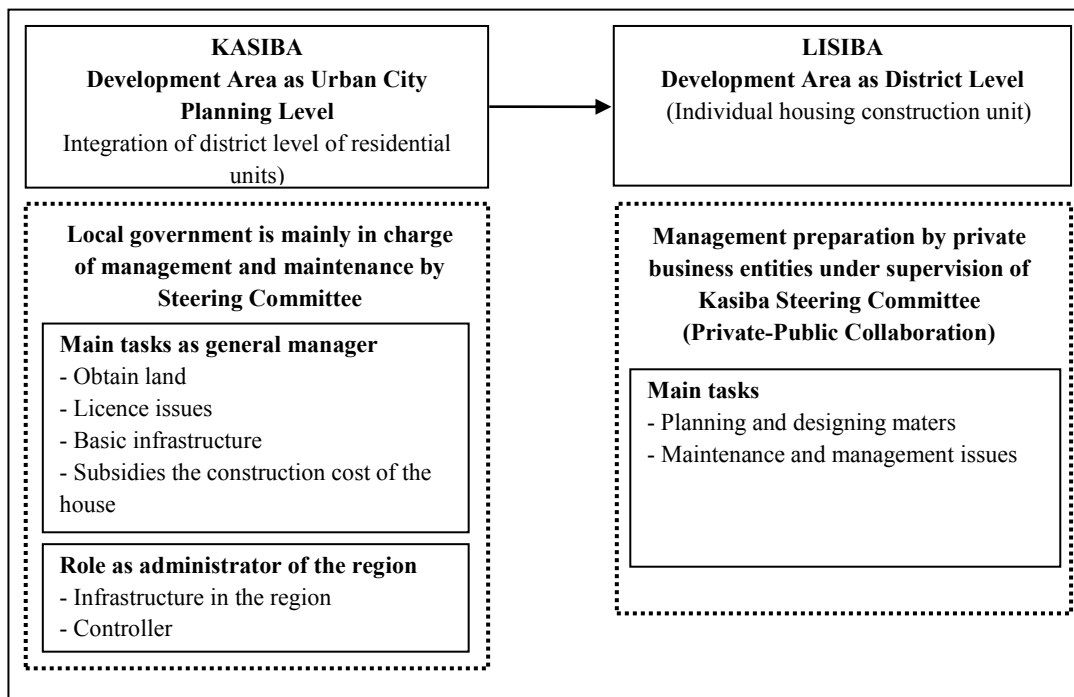 KASIBA
Development Area as Urban City
Planning Level
Integration of district level of residential
units)
LISIBA
Development Area as District Level
(Individual housing construction unit)
Local government is mainly in charge
of management and maintenance by
Steering Committee
Main tasks as general manager
- Obtain land
- Licence issues
- Basic infrastructure
- Subsidies the construction cost of the
house
Role as administrator of the region
- Infrastructure in the region
- Controller
Management preparation by private
business entities under supervision of
Kasiba Steering Committee
(Private-Public Collaboration)
Main tasks
- Planning and designing maters
- Maintenance and management issues